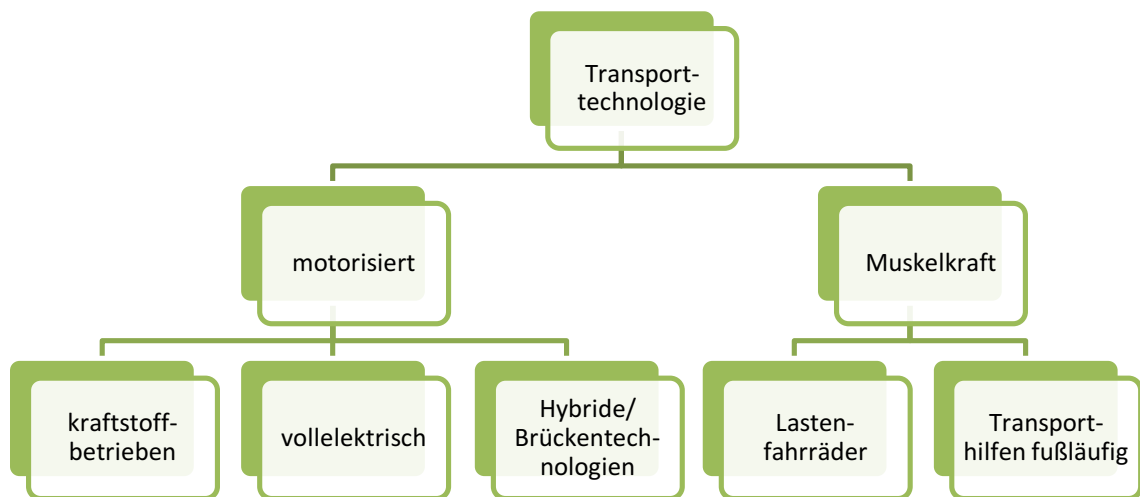 Transport-
technologie
motorisiert
Muskelkraft
kraftstoff-
betrieben
vollelektrisch
Hybride/
Brückentech-
nologien
Lasten-
fahrräder
Transport-
hilfen fußläufig